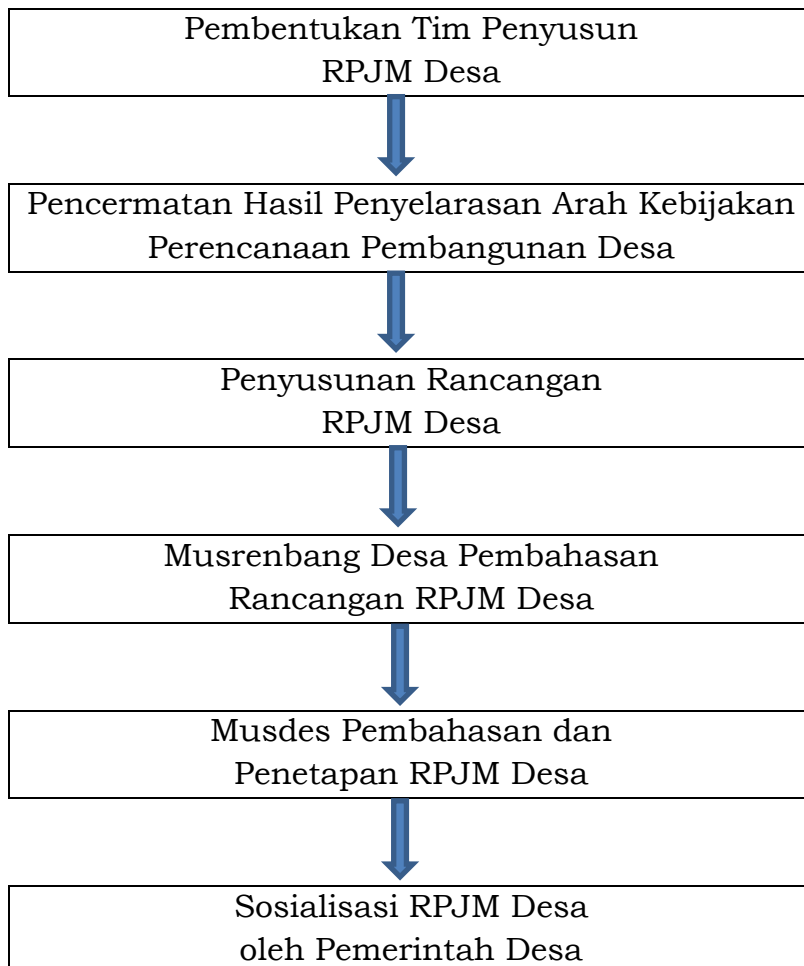 Pembentukan Tim Penyusun
RPJM Desa
Pencermatan Hasil Penyelarasan Arah Kebijakan
Perencanaan Pembangunan Desa
Penyusunan Rancangan
RPJM Desa
Musrenbang Desa Pembahasan
Rancangan RPJM Desa
Musdes Pembahasan dan
Penetapan RPJM Desa
Sosialisasi RPJM Desa
oleh Pemerintah Desa